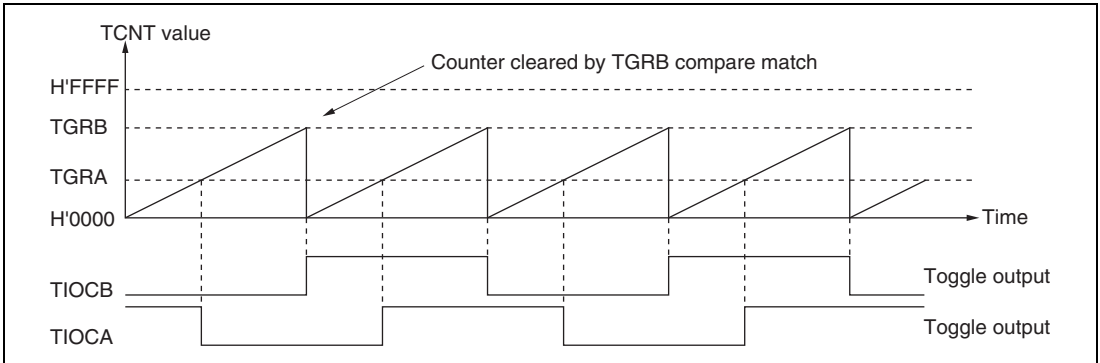 TCNT value
Counter cleared by TGRB compare match
H'FFFF
TGRB
TGRA
H'0000
Time
TIOCB
Toggle output
TIOCA
Toggle output